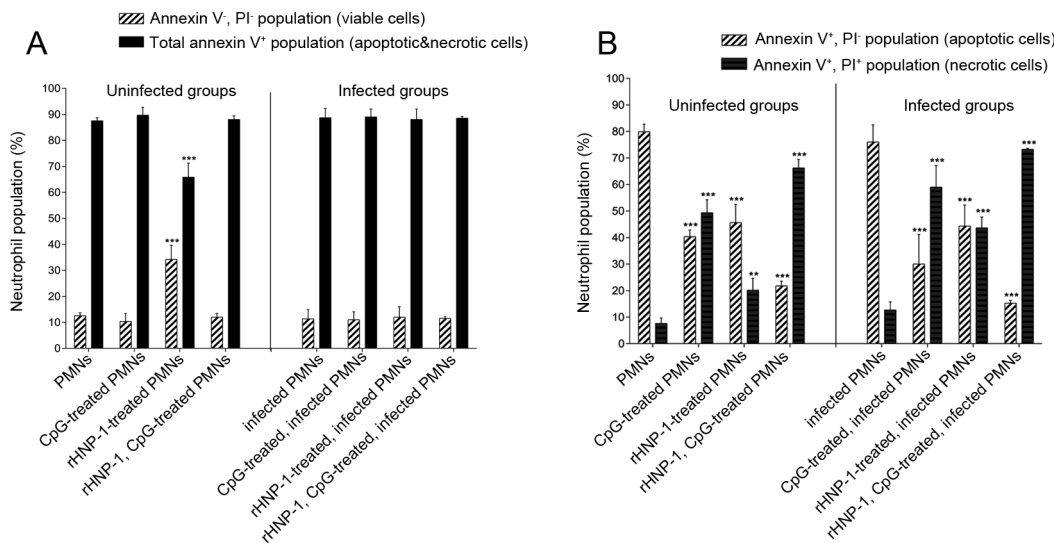 A
Annexin V⁻, PI⁻ population (viable cells)
Total annexin V⁺ population (apoptotic&necrotic cells)
Uninfected groups
Infected groups
Neutrophil population (%)
100
90
80
70
60
50
40
30
20
10
0
***
***
PMNs
CpG-treated PMNs
rHNP-1-treated PMNs
rHNP-1, CpG-treated PMNs
infected PMNs
CpG-treated, infected PMNs
rHNP-1-treated, infected PMNs
rHNP-1, CpG-treated, infected PMNs
B
Annexin V⁺, PI⁻ population (apoptotic cells)
Annexin V⁺, PI⁺ population (necrotic cells)
Uninfected groups
Infected groups
Neutrophil population (%)
100
90
80
70
60
50
40
30
20
10
0
***
***
***
**
***
***
***
***
***
***
***
***
PMNs
CpG-treated PMNs
rHNP-1-treated PMNs
rHNP-1, CpG-treated PMNs
infected PMNs
CpG-treated, infected PMNs
rHNP-1-treated, infected PMNs
rHNP-1, CpG-treated, infected PMNs